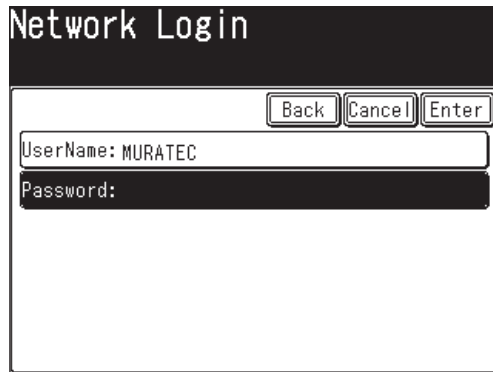 Network Login
Back Cancel Enter
UserName: MURATEC
Password: